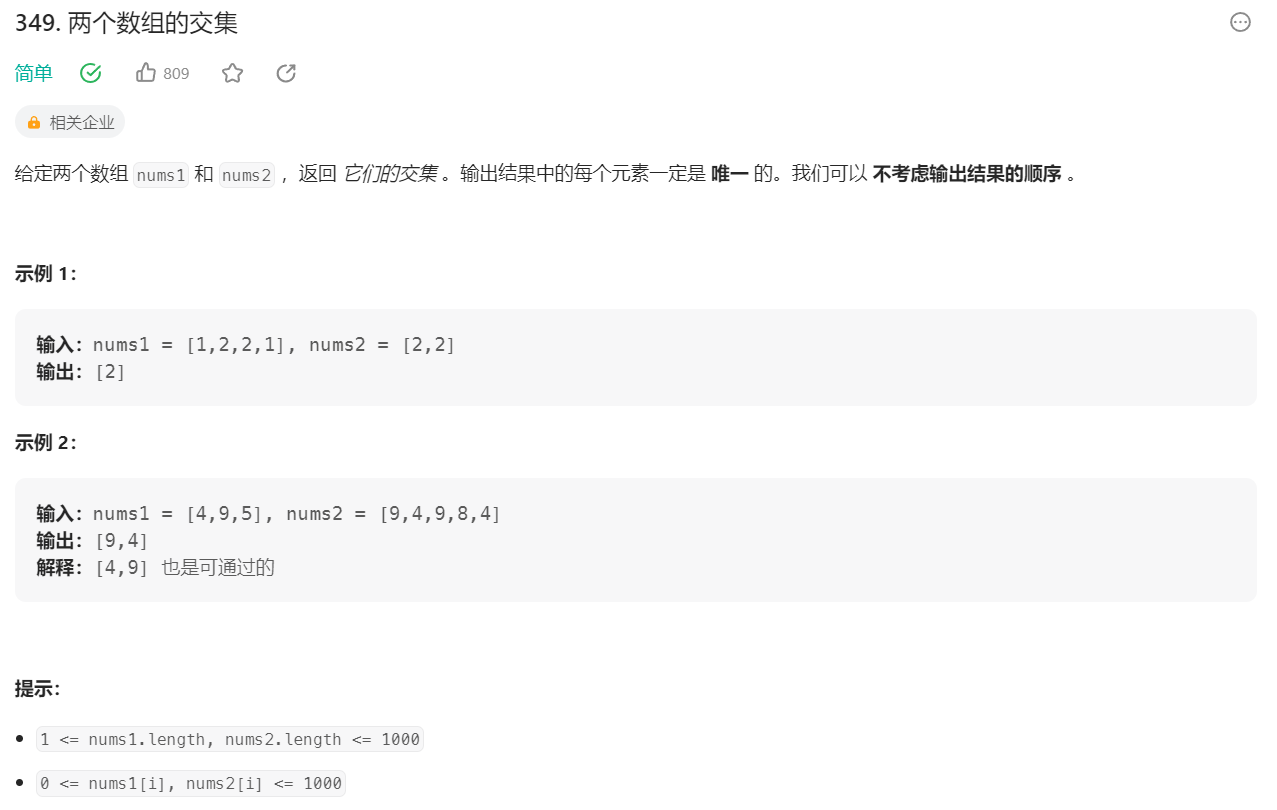 349. 两个数组的交集
简单 809
相关企业
给定两个数组 nums1 和 nums2 ，返回 它们的交集 。输出结果中的每个元素一定是 唯一 的。我们可以 不考虑输出结果的顺序 。
示例 1：
输入：nums1 = [1,2,2,1], nums2 = [2,2]
输出：[2]
示例 2：
输入：nums1 = [4,9,5], nums2 = [9,4,9,8,4]
输出：[9,4]
解释：[4,9] 也是可通过的
提示：
1 <= nums1.length, nums2.length <= 1000
0 <= nums1[i], nums2[i] <= 1000